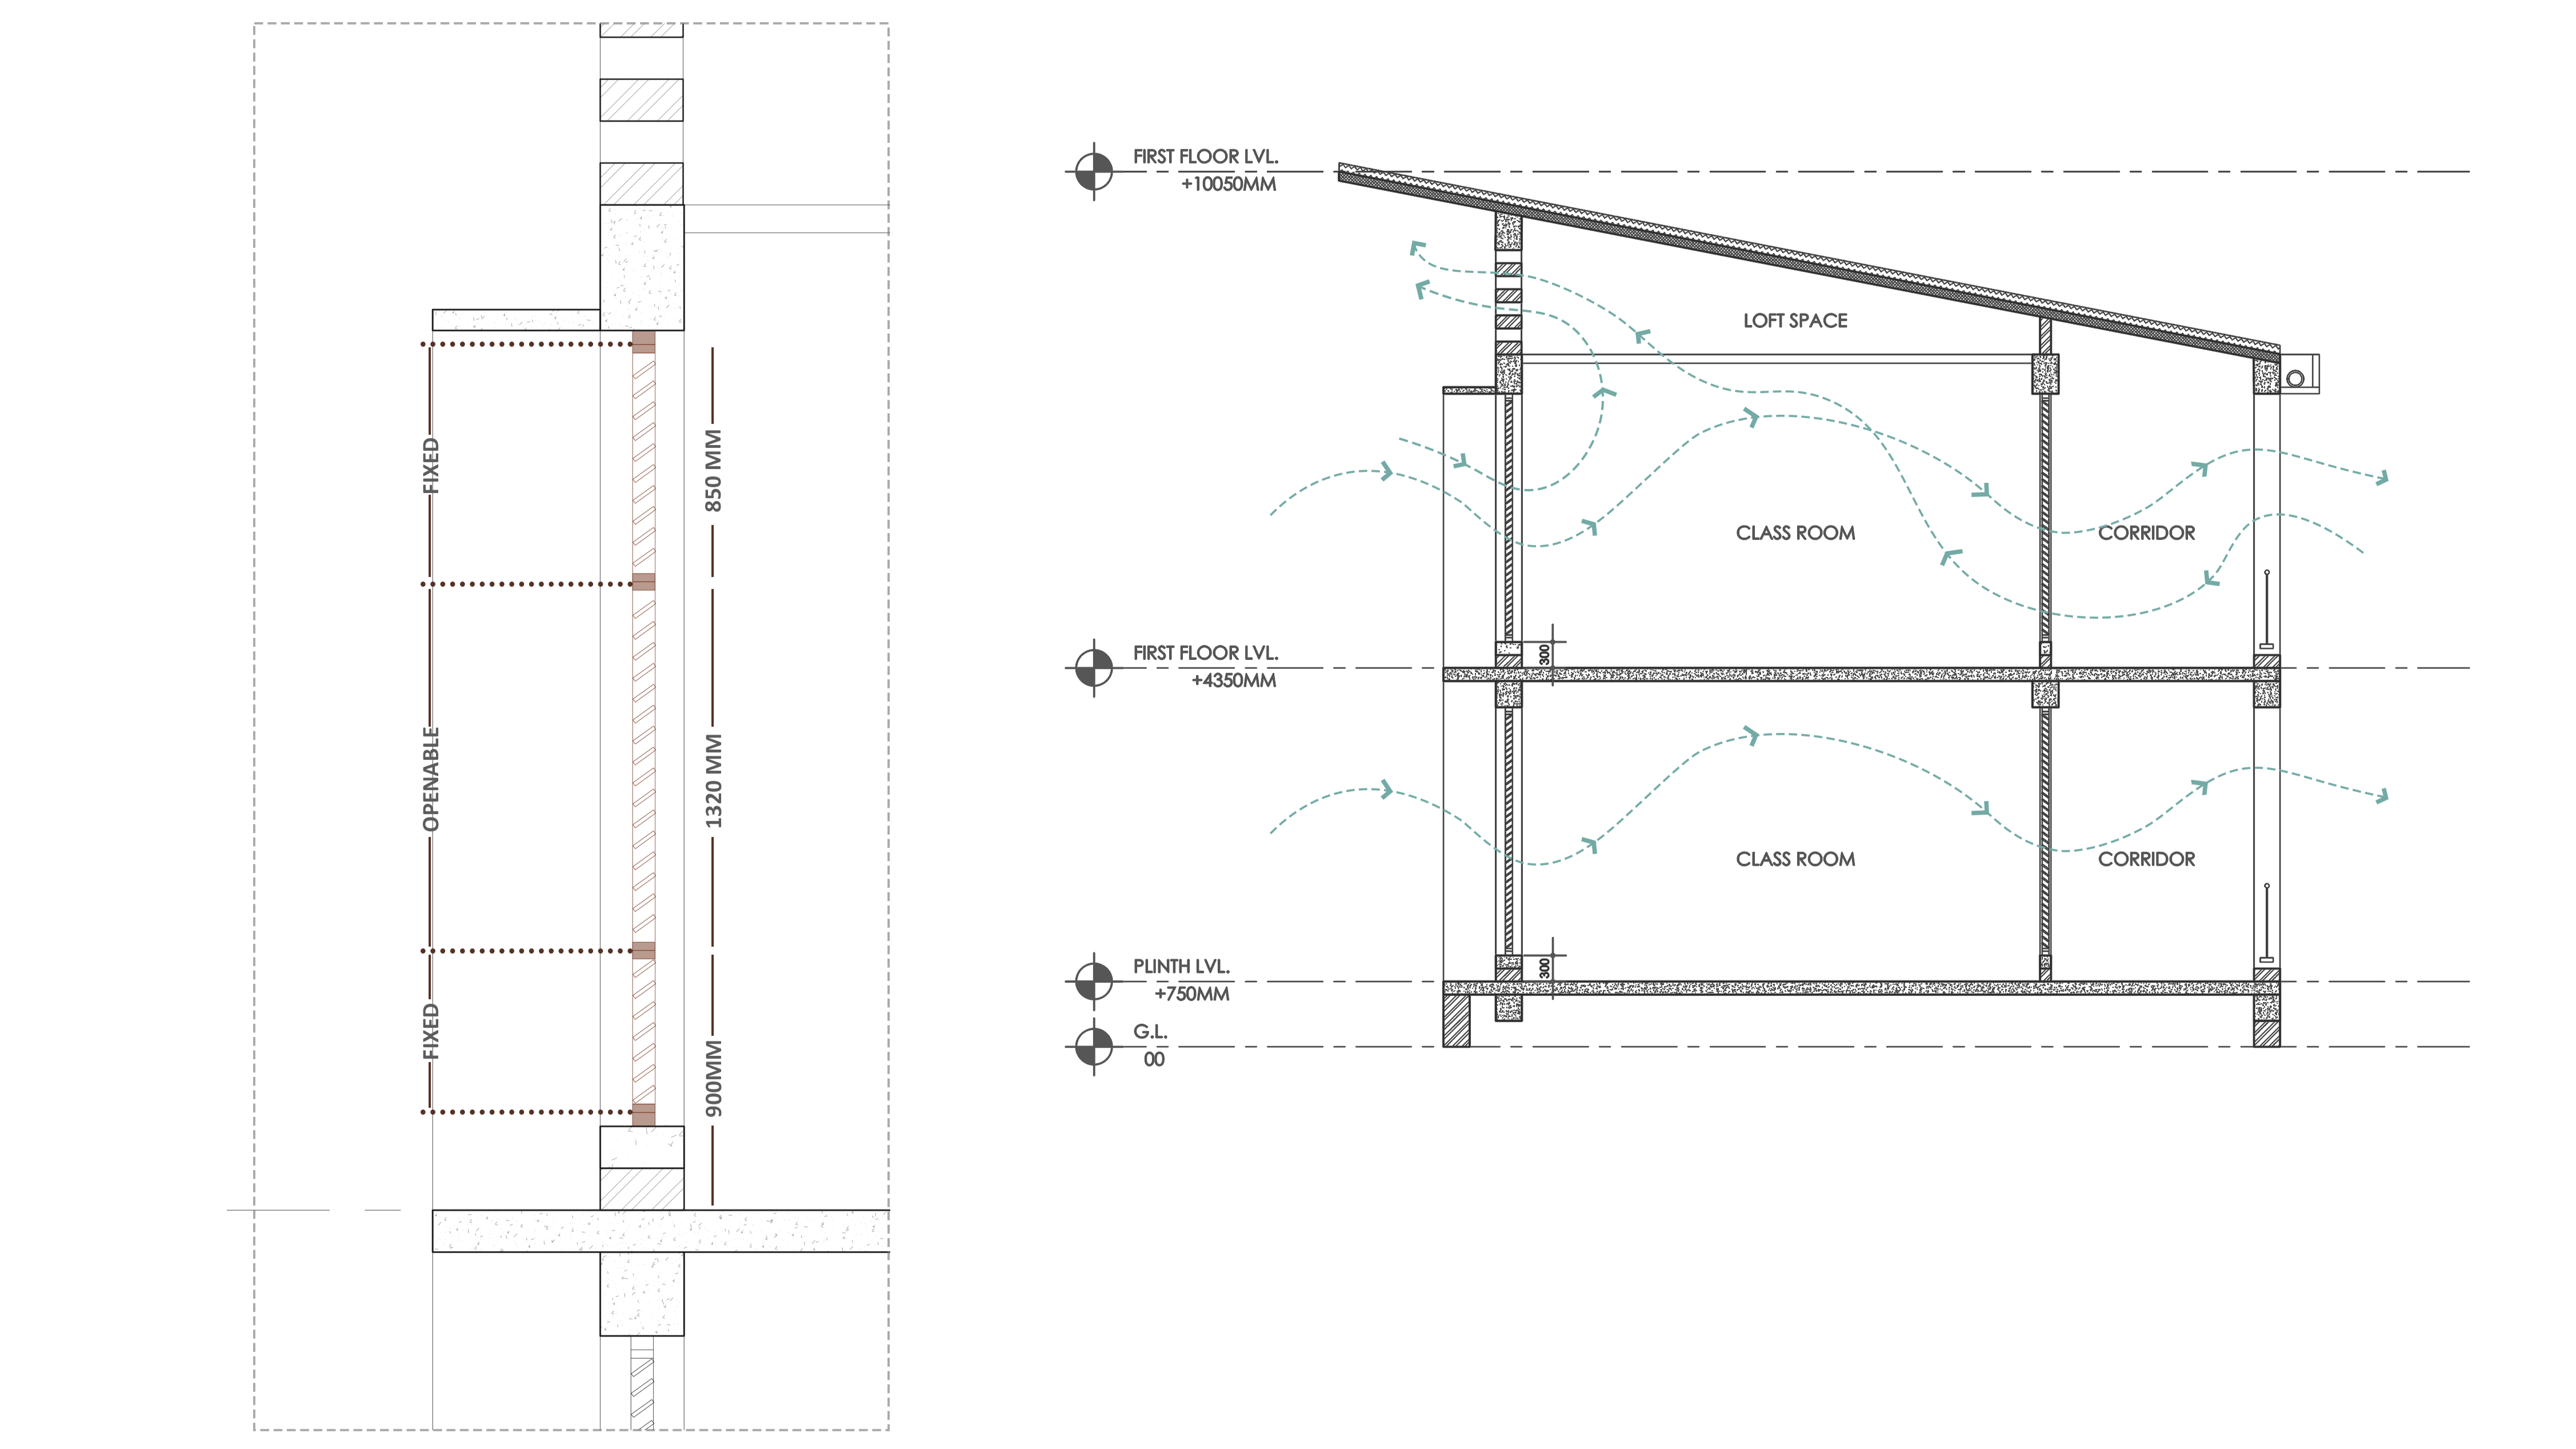 FIXED
OPENABLE
FIXED
850 MM
1320 MM
900MM
FIRST FLOOR LVL.
+10050MM
LOFT SPACE
CLASS ROOM
CORRIDOR
300
FIRST FLOOR LVL.
+4350MM
CLASS ROOM
CORRIDOR
300
PLINTH LVL.
+750MM
G.L.
00